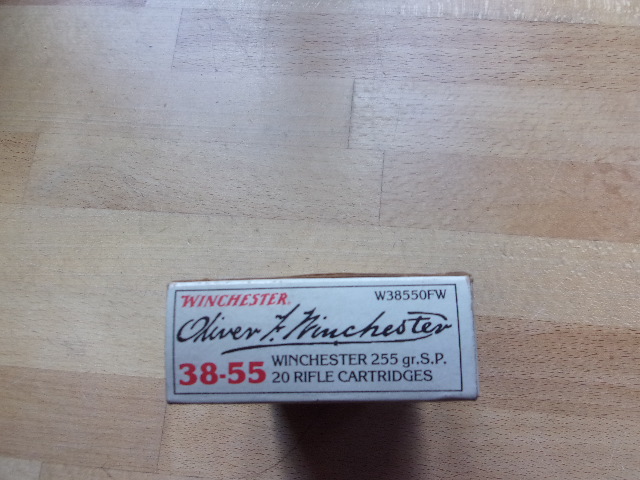 WINCHESTER® W38550FW
Oliver F. Winchester
38-55 WINCHESTER 255 gr.S.P.
20 RIFLE CARTRIDGES